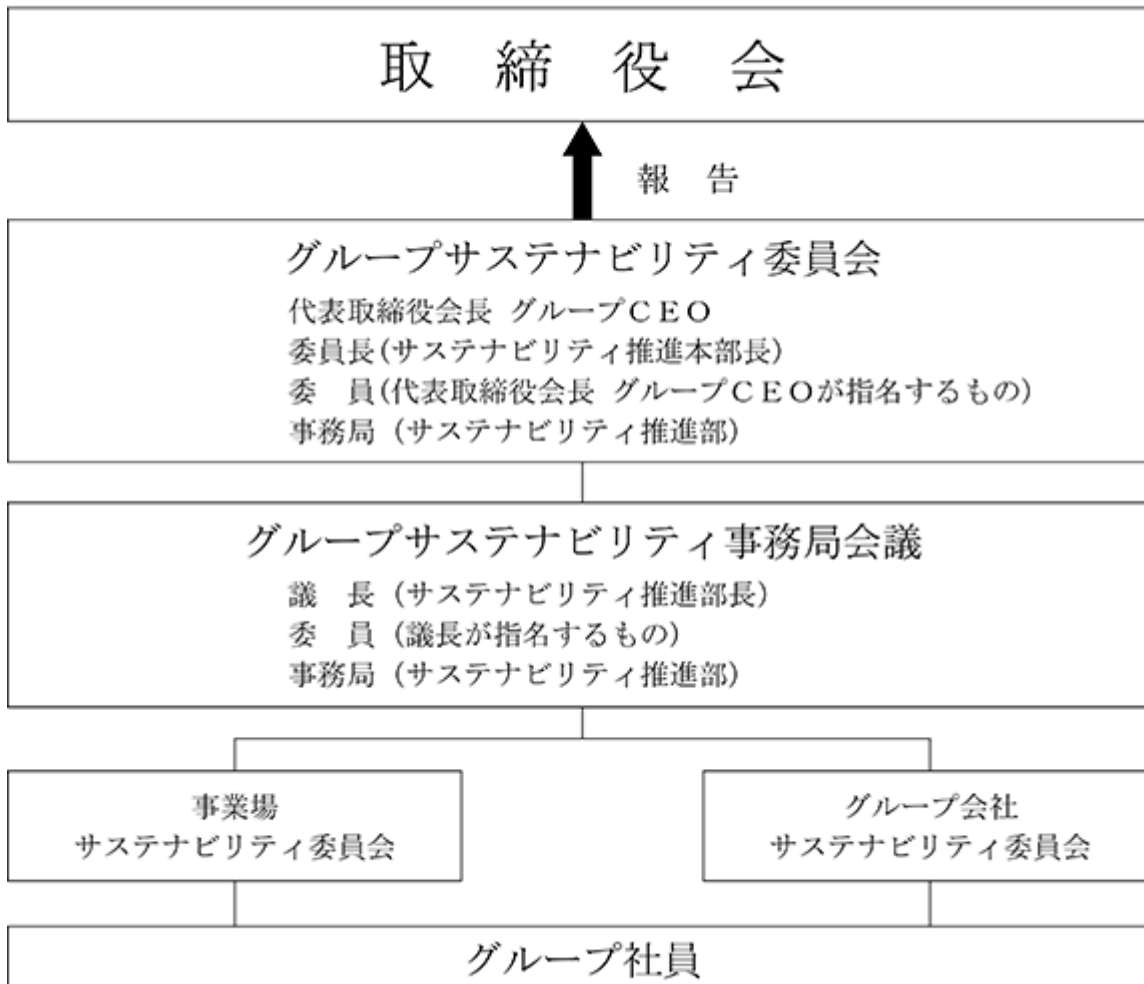 取 締 役 会
報 告
グループサステナビリティ委員会
代表取締役会長 グループCEO
委員長(サステナビリティ推進本部長)
委 員(代表取締役会長 グループCEOが指名するもの)
事務局 (サステナビリティ推進部)
グループサステナビリティ事務局会議
議 長 (サステナビリティ推進部長)
委 員 (議長が指名するもの)
事務局 (サステナビリティ推進部)
事業場
サステナビリティ委員会
グループ会社
サステナビリティ委員会
グループ社員